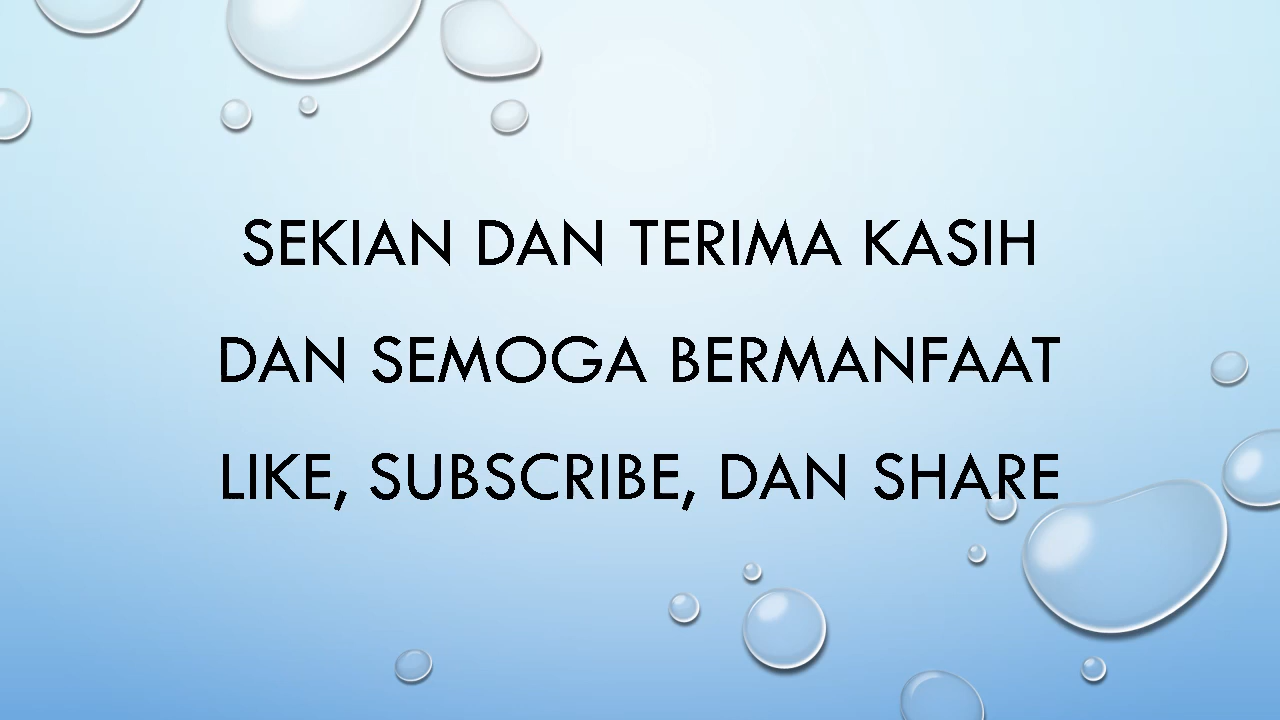 SEKIAN DAN TERIMA KASIH
DAN SEMOGA BERMANFAAT
LIKE, SUBSCRIBE, DAN SHARE